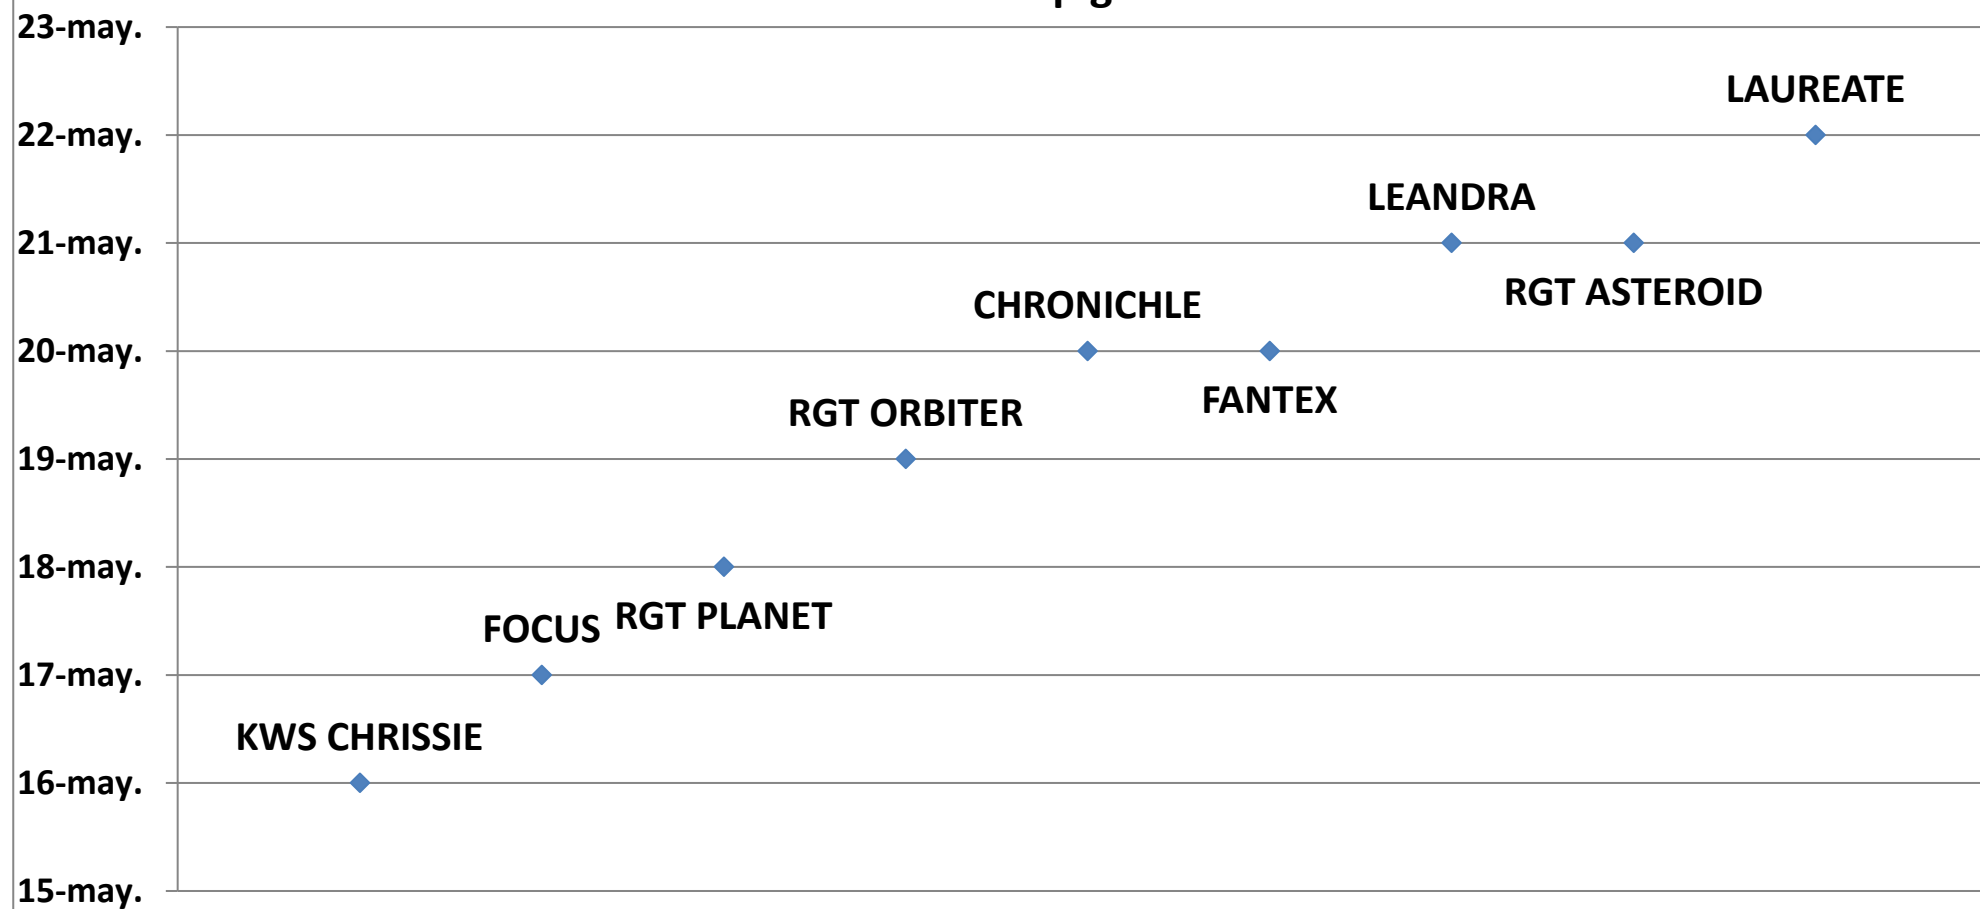 23-may.
LAUREATE
22-may.
LEANDRA
21-may.
RGT ASTEROID
CHRONICHLE
20-may.
FANTEX
RGT ORBITER
19-may.
18-may.
FOCUS RGT PLANET
17-may.
KWS CHRISSIE
16-may.
15-may.